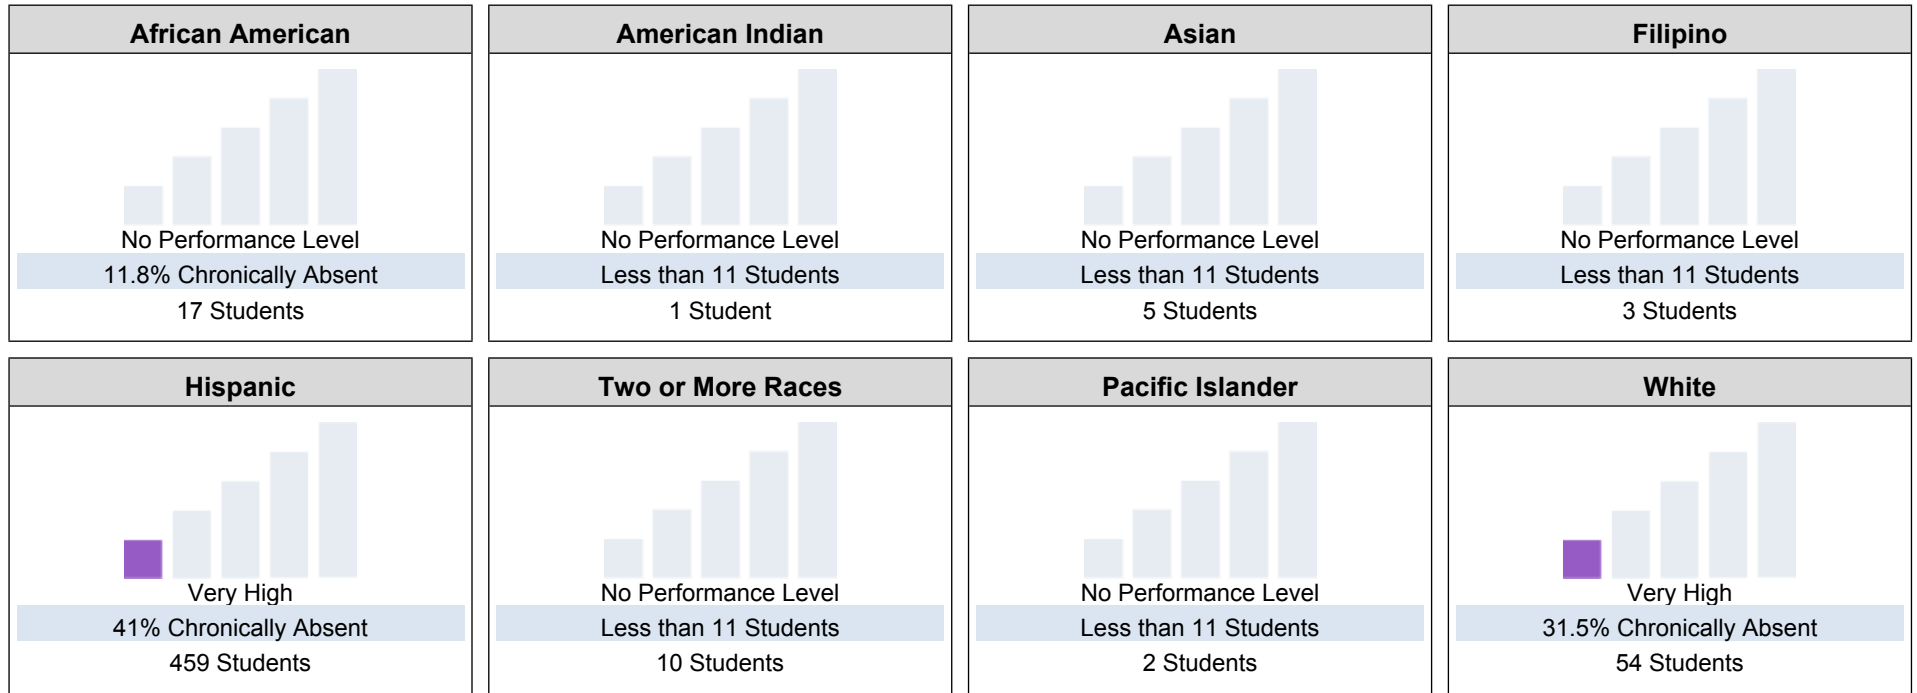 African American
No Performance Level
11.8% Chronically Absent
17 Students
American Indian
No Performance Level
Less than 11 Students
1 Student
Asian
No Performance Level
Less than 11 Students
5 Students
Filipino
No Performance Level
Less than 11 Students
3 Students
Hispanic
Very High
41% Chronically Absent
459 Students
Two or More Races
No Performance Level
Less than 11 Students
10 Students
Pacific Islander
No Performance Level
Less than 11 Students
2 Students
White
Very High
31.5% Chronically Absent
54 Students